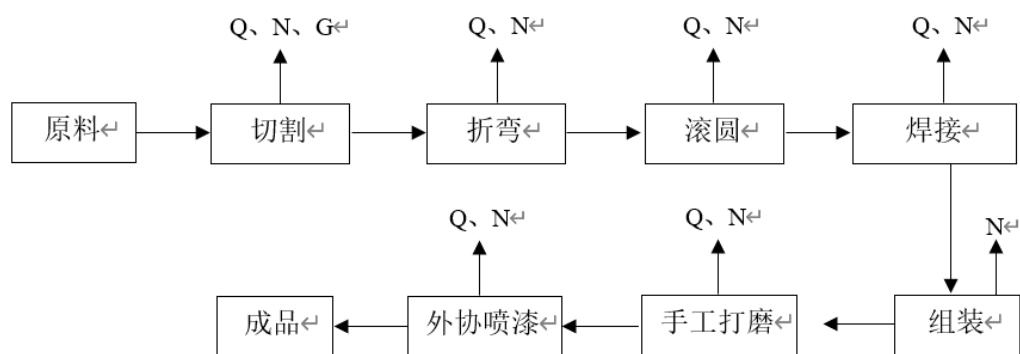 Q、N、G↵
Q、N↵
Q、N↵
Q、N↵
原料↵
切割↵
折弯↵
滚圆↵
焊接↵
Q、N↵
Q、N↵
N↵
成品↵
外协喷漆↵
手工打磨↵
组装↵